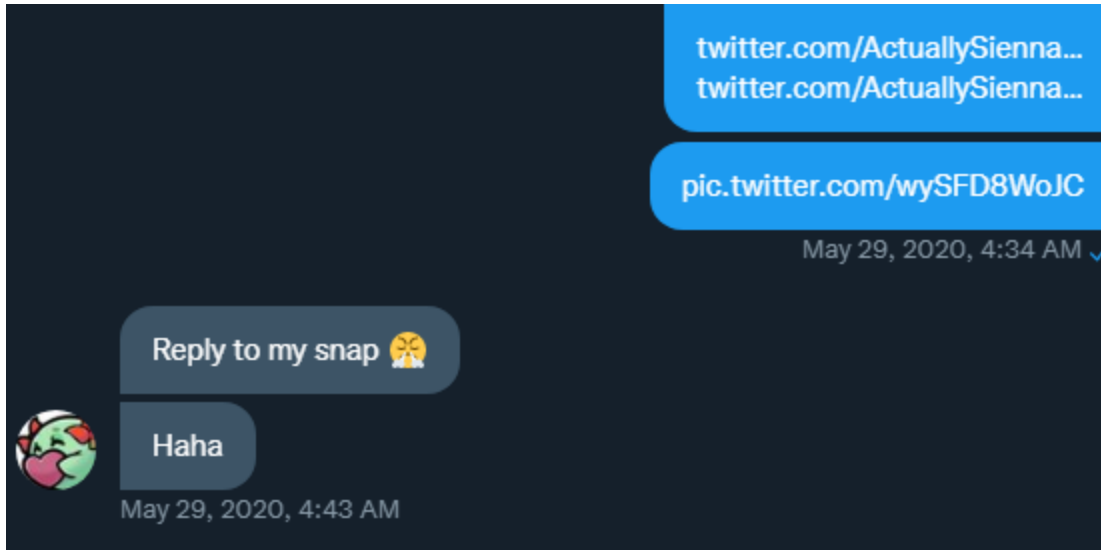 twitter.com/ActuallySienna...
twitter.com/ActuallySienna...
pic.twitter.com/wySFD8WoJC
May 29, 2020, 4:34 AM
Reply to my snap 😤
Haha
May 29, 2020, 4:43 AM